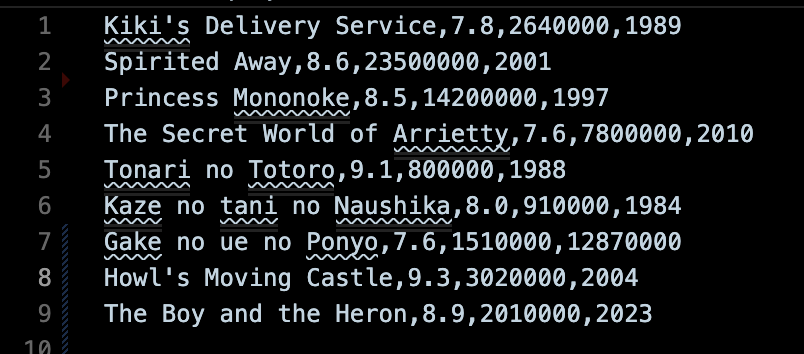 1 Kiki's Delivery Service,7.8,2640000,1989
2 Spirited Away,8.6,23500000,2001
3 Princess Mononoke,8.5,14200000,1997
4 The Secret World of Arrietty,7.6,7800000,2010
5 Tonari no Totoro,9.1,800000,1988
6 Kaze no tani no Naushika,8.0,910000,1984
7 Gake no ue no Ponyo,7.6,1510000,12870000
8 Howl's Moving Castle,9.3,3020000,2004
9 The Boy and the Heron,8.9,2010000,2023
10